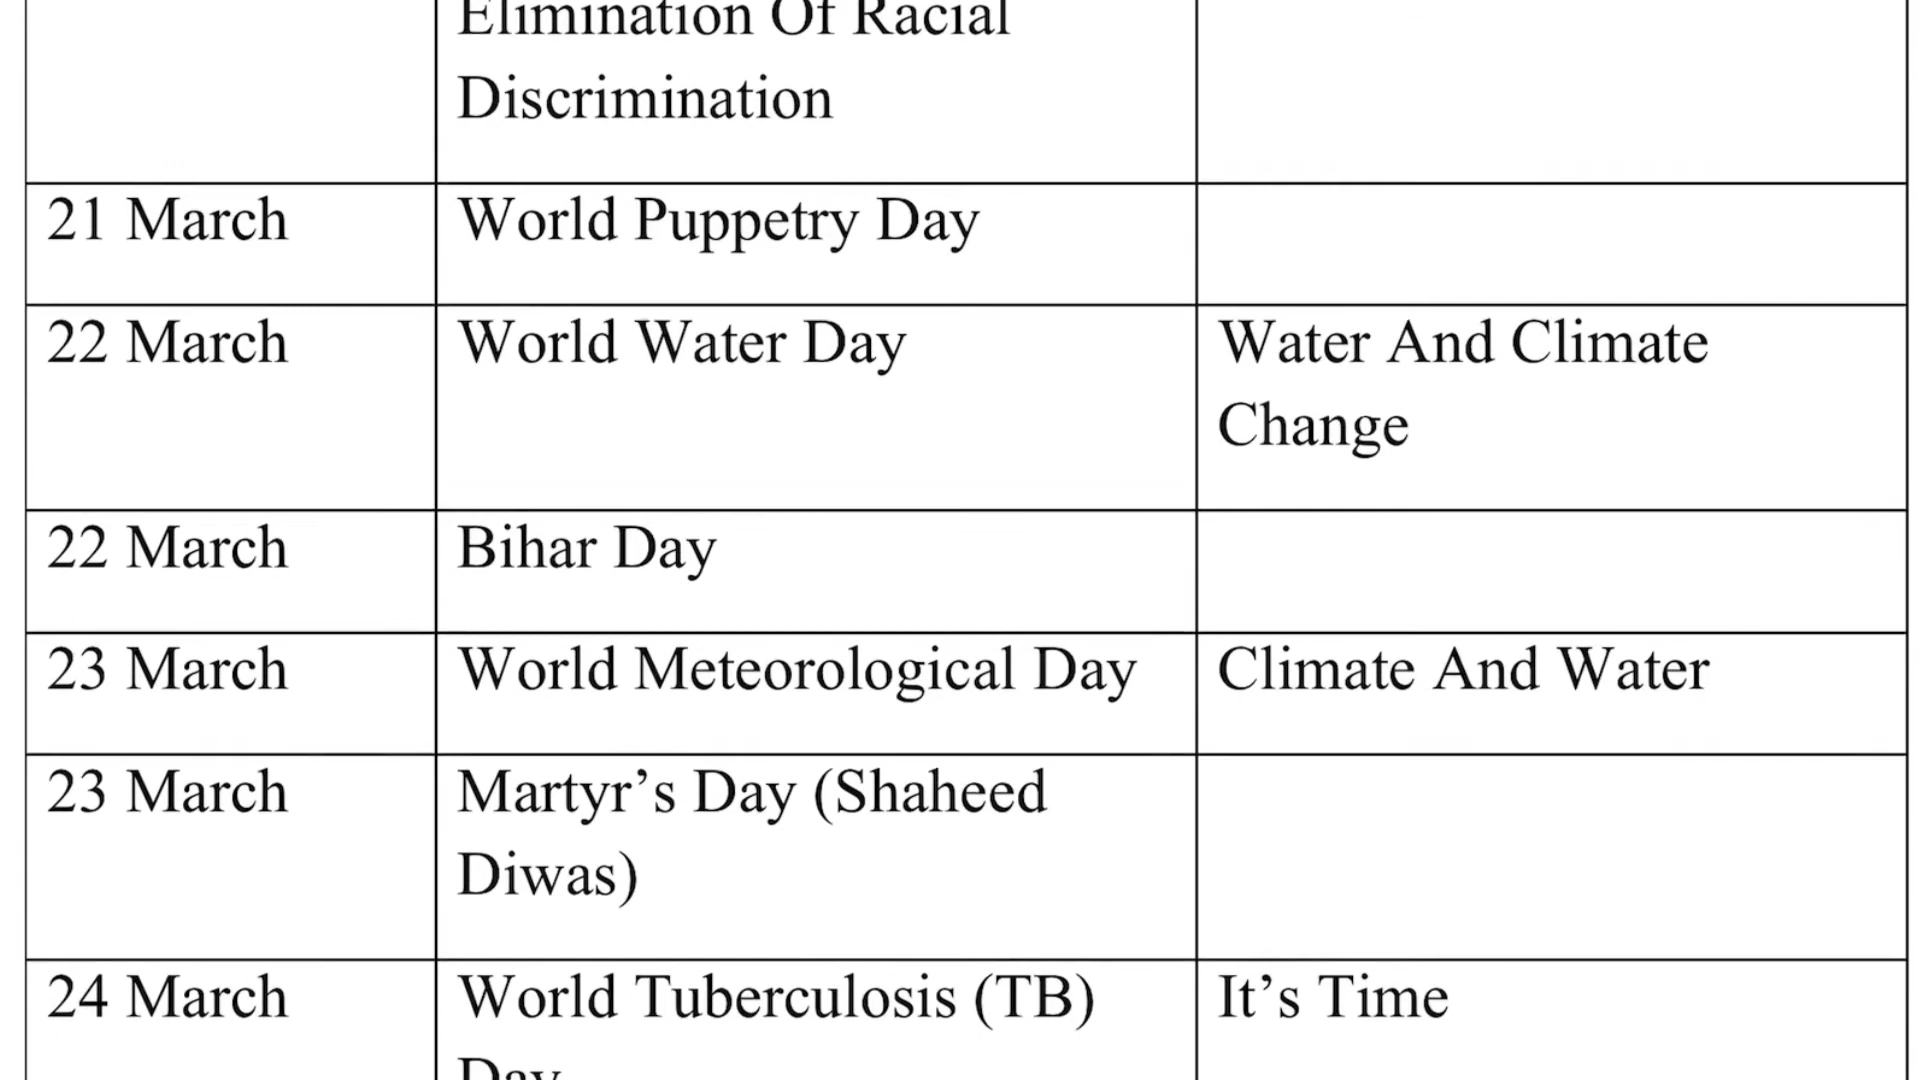 Elimination Of Racial
Discrimination
21 March World Puppetry Day
22 March World Water Day Water And Climate
Change
22 March Bihar Day
23 March World Meteorological Day Climate And Water
23 March Martyr’s Day (Shaheed
Diwas)
24 March World Tuberculosis (TB) It’s Time
Day